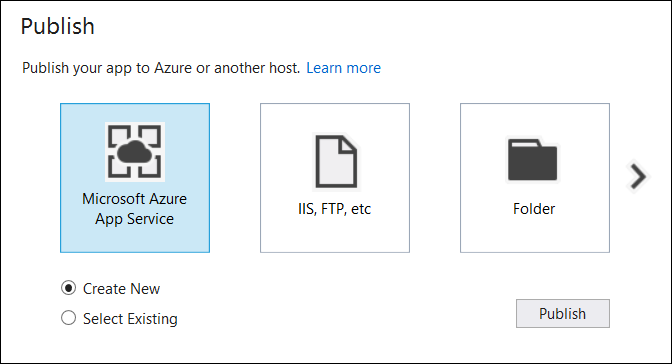 Publish
Publish your app to Azure or another host. Learn more
Microsoft Azure
App Service
IIS, FTP, etc
Folder
Create New
Select Existing
Publish